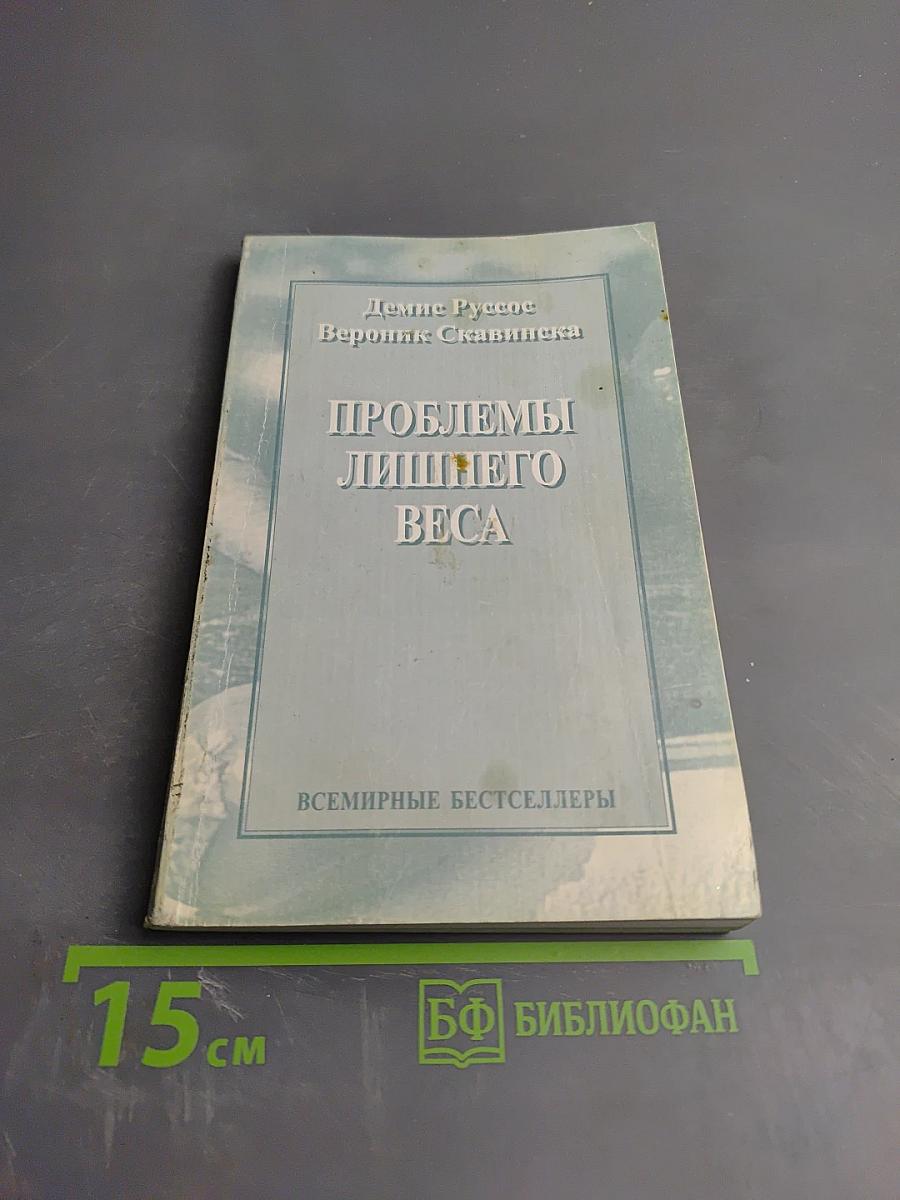 Демис Руссос
Вероник Скавинска
ПРОБЛЕМЫ
ЛИШНЕГО
ВЕСА
ВСЕМИРНЫЕ БЕСТСЕЛЛЕРЫ
15 см
БФ БИБЛИОФАН